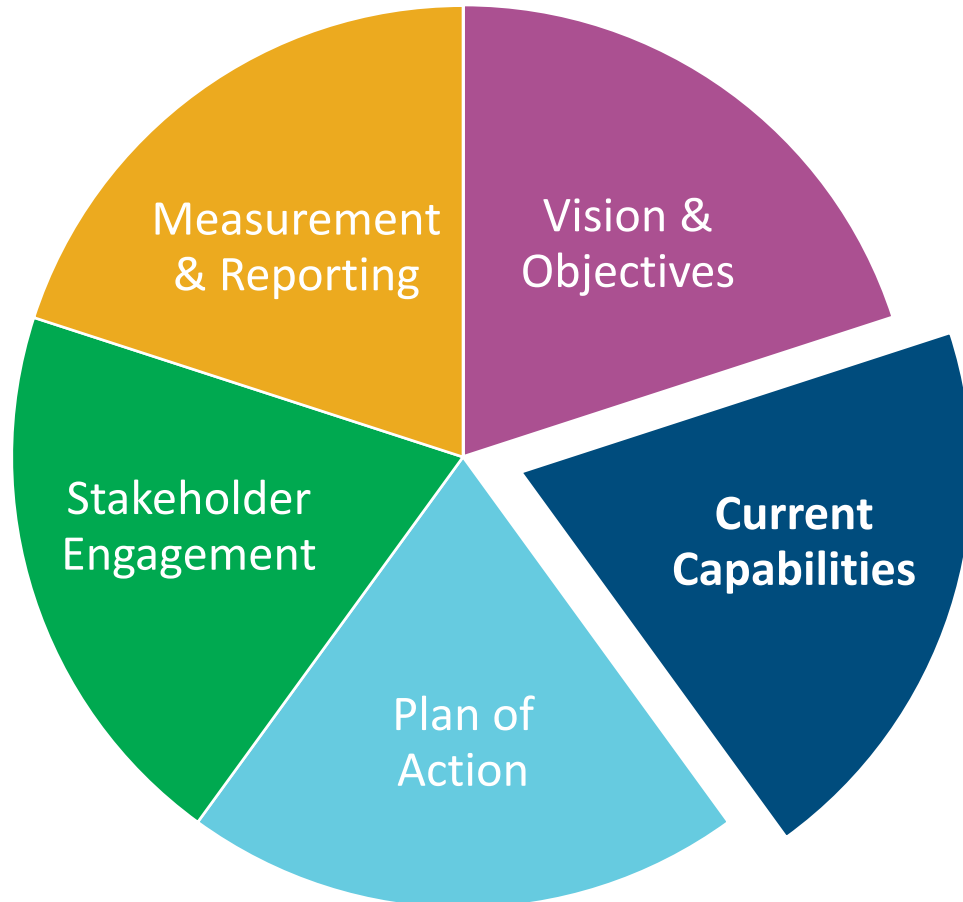 Measurement
& Reporting
Vision &
Objectives
Stakeholder
Engagement
Current
Capabilities
Plan of
Action